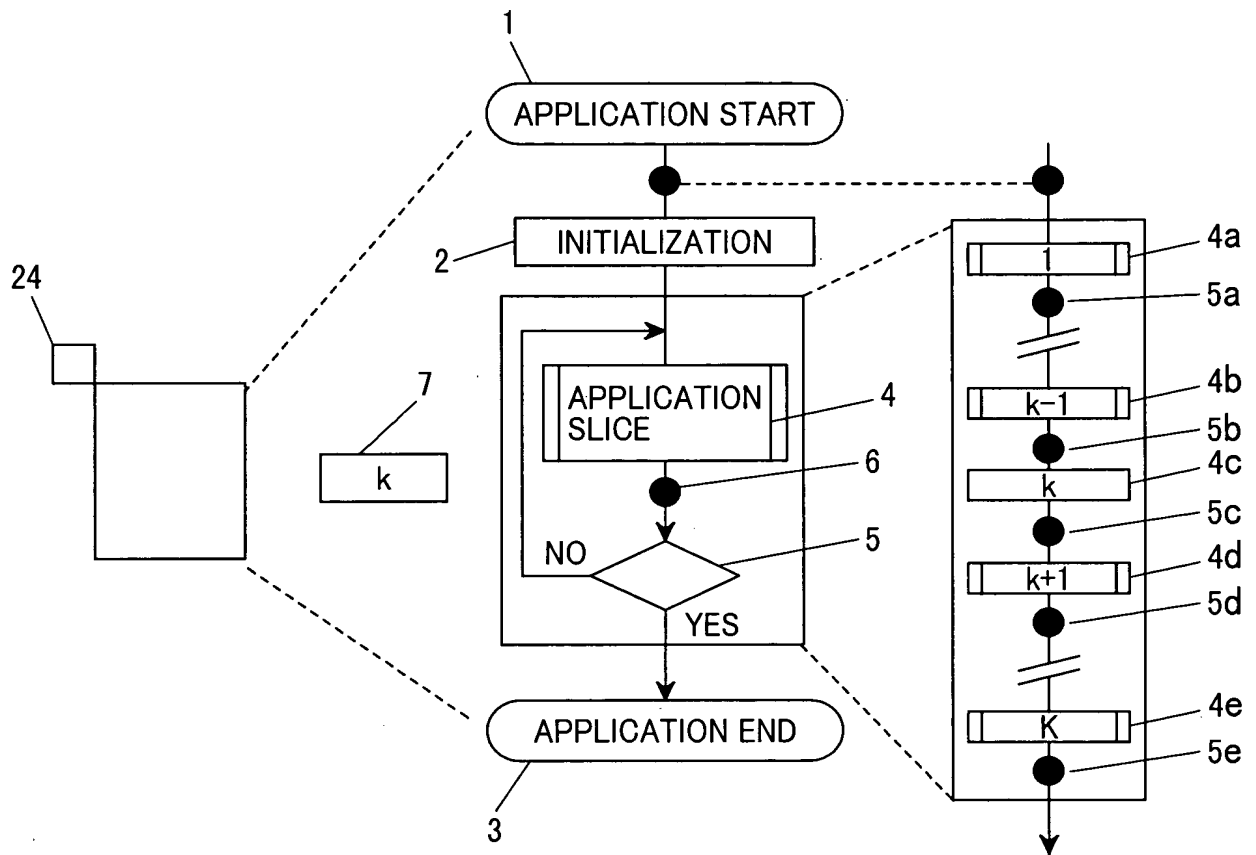 1
APPLICATION START
2
INITIALIZATION
4a
1
5a
24
7
k
APPLICATION
SLICE
4
6
NO
5
YES
4b
k-1
5b
4c
k
5c
4d
k+1
5d
4e
K
5e
APPLICATION END
3